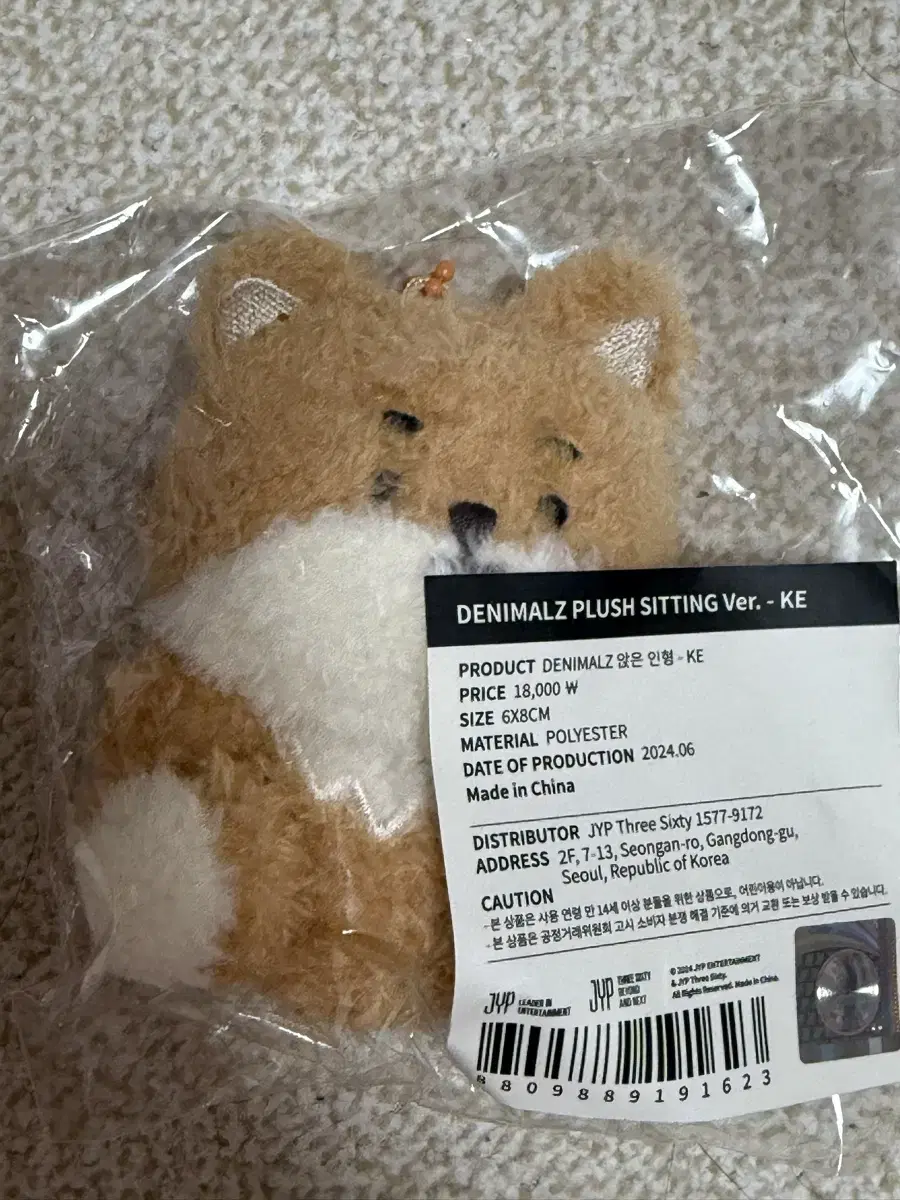 DENIMALZ PLUSH SITTING Ver. - KE
PRODUCT DENIMALZ 앉은 인형 - KE
PRICE 18,000 ₩
SIZE 6X8CM
MATERIAL POLYESTER
DATE OF PRODUCTION 2024.06
Made in China
DISTRIBUTOR JYP Three Sixty 1577-9172
ADDRESS 2F, 7-13, Seongan-ro, Gangdong-gu,
Seoul, Republic of Korea
CAUTION
- 본 상품은 사용 연령 만 14세 이상 분들을 위한 상품으로, 어린이용이 아닙니다.
- 본 상품은 공정거래위원회 고시 소비자 분쟁 해결 기준에 의거 교환 또는 보상 받을 수 있습니다.
JYP LEADER IN
ENTERTAINMENT
JYP THREE SIXTY
BEYOND
AND NEXT
© 2024 JYP ENTERTAINMENT
& JYP Three Sixty.
All Rights Reserved. Made in China.
8809889191623